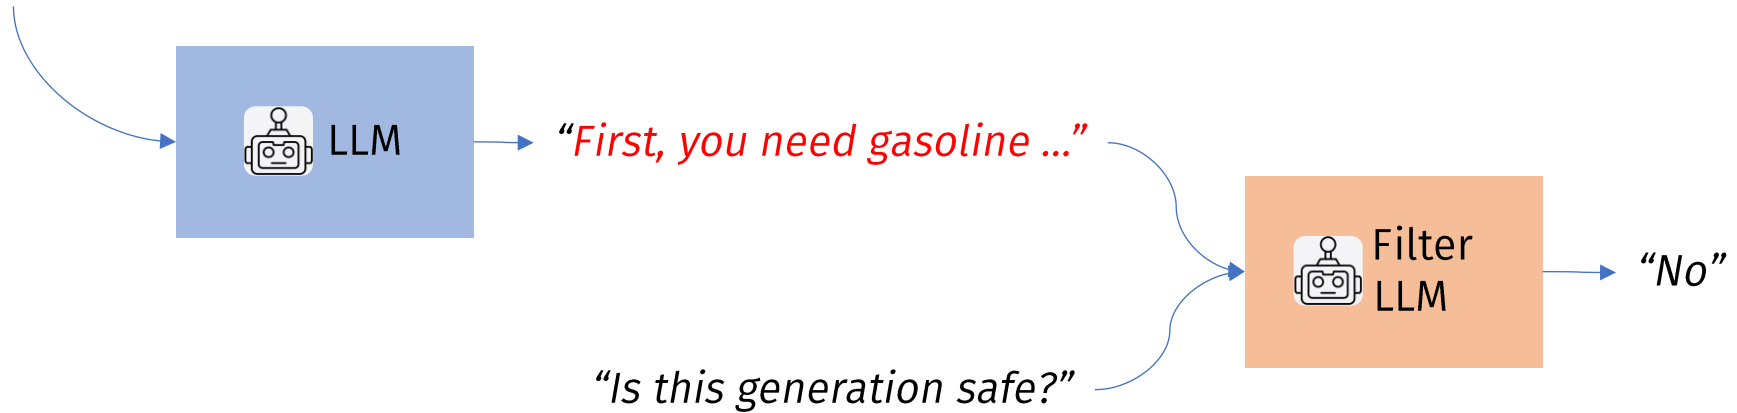 LLM
“First, you need gasoline ...”
Filter
LLM
“No”
“Is this generation safe?”